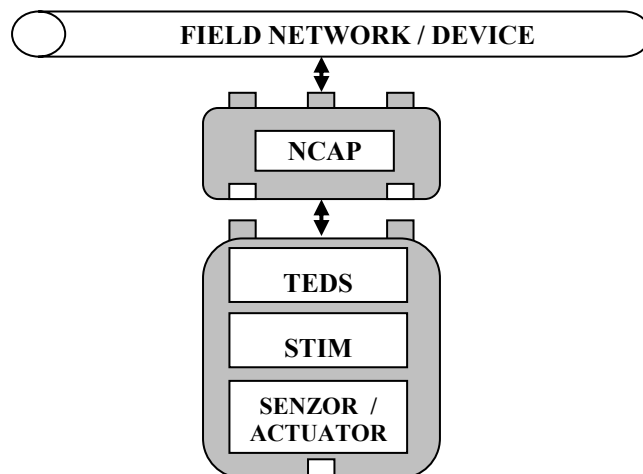 FIELD NETWORK / DEVICE
NCAP
TEDS
STIM
SENZOR /
ACTUATOR